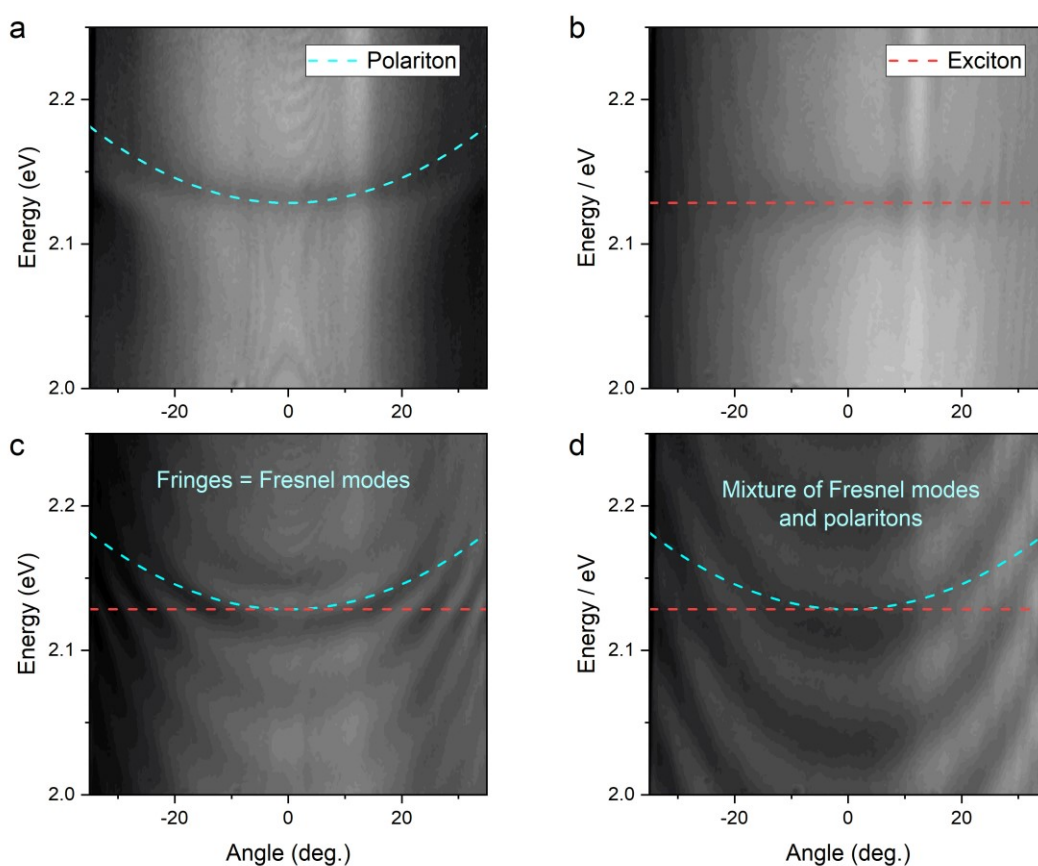 a
Polariton
2.2
2.1
2.0
Energy (eV)
-20
0
20
b
Exciton
2.2
2.1
2.0
Energy / eV
-20
0
20
c
Fringes = Fresnel modes
2.2
2.1
2.0
Energy (eV)
-20
0
20
Angle (deg.)
d
Mixture of Fresnel modes
and polaritons
2.2
2.1
2.0
Energy / eV
-20
0
20
Angle (deg.)